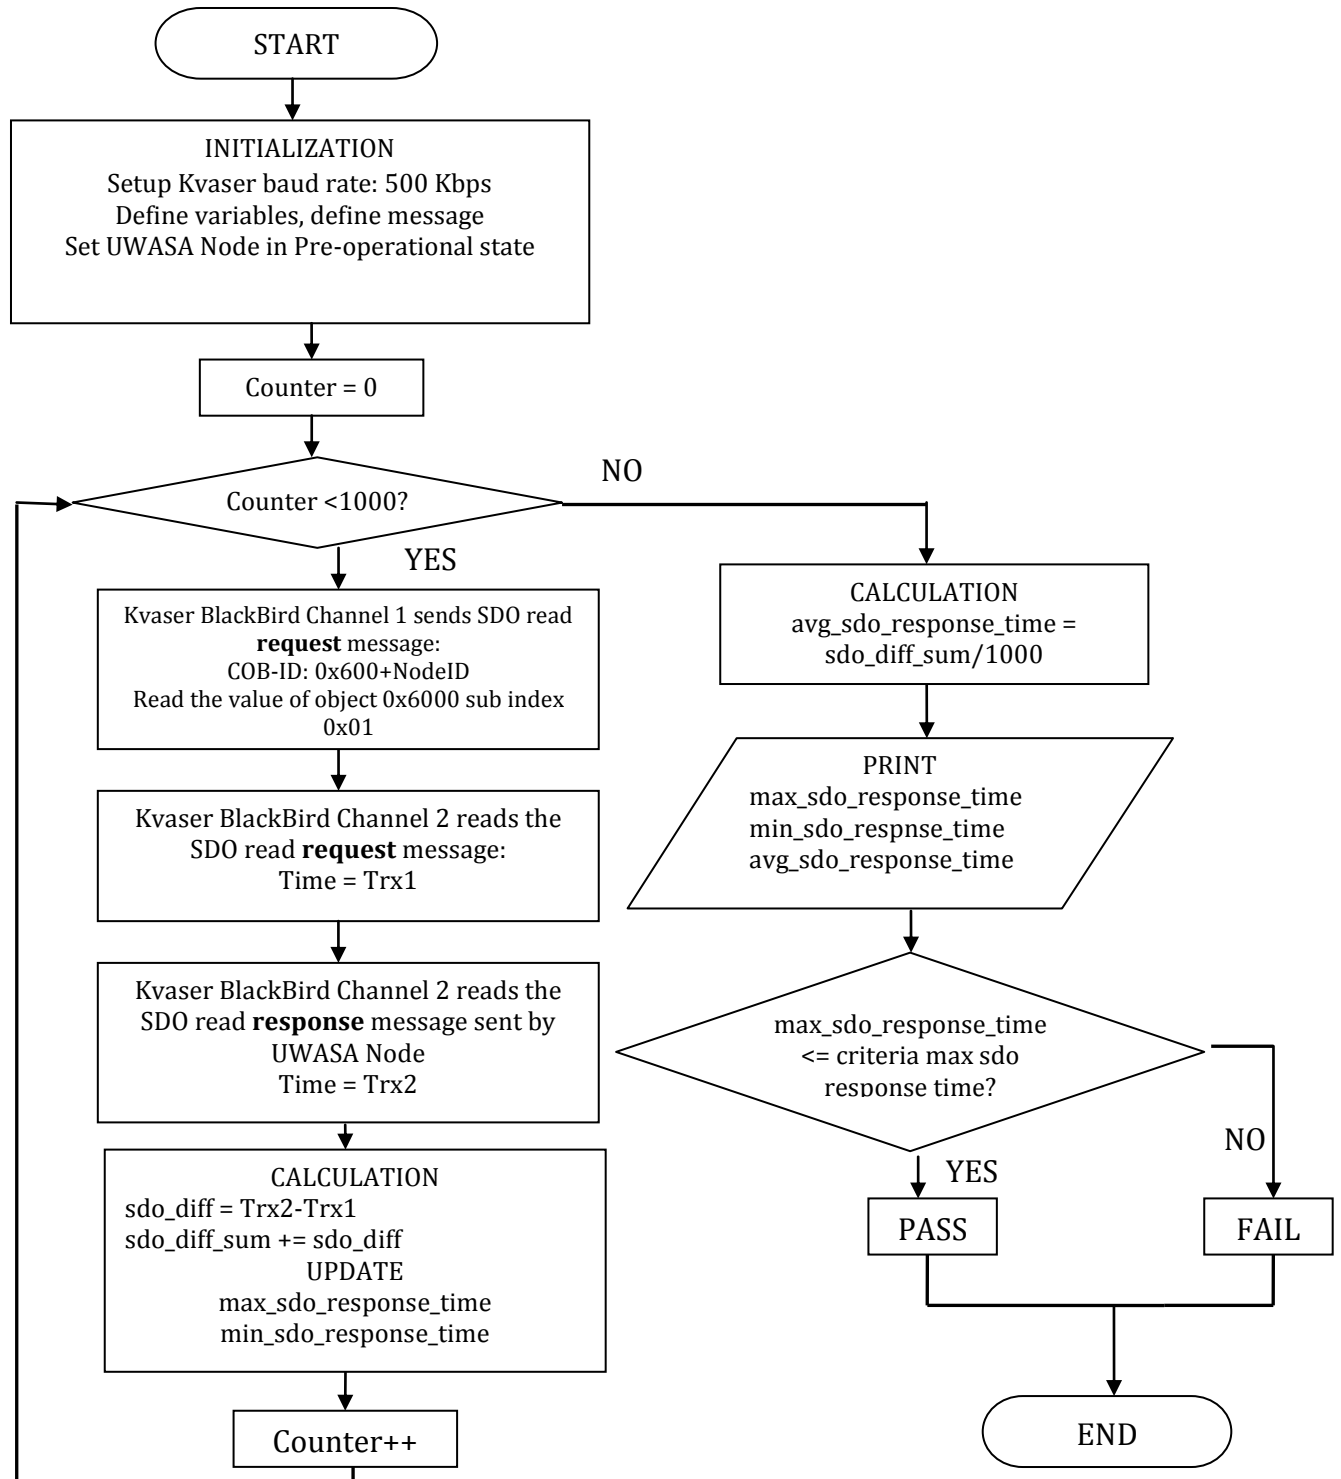 START
INITIALIZATION
Setup Kvaser baud rate: 500 Kbps
Define variables, define message
Set UWASA Node in Pre-operational state
Counter = 0
Counter <1000?
NO
YES
Kvaser BlackBird Channel 1 sends SDO read
request message:
COB-ID: 0x600+NodeID
Read the value of object 0x6000 sub index
0x01
Kvaser BlackBird Channel 2 reads the
SDO read request message:
Time = Trx1
Kvaser BlackBird Channel 2 reads the
SDO read response message sent by
UWASA Node
Time = Trx2
CALCULATION
sdo_diff = Trx2-Trx1
sdo_diff_sum += sdo_diff
UPDATE
max_sdo_response_time
min_sdo_response_time
Counter++
CALCULATION
avg_sdo_response_time =
sdo_diff_sum/1000
PRINT
max_sdo_response_time
min_sdo_respnse_time
avg_sdo_response_time
max_sdo_response_time
<= criteria max sdo
response time?
YES
NO
PASS
FAIL
END